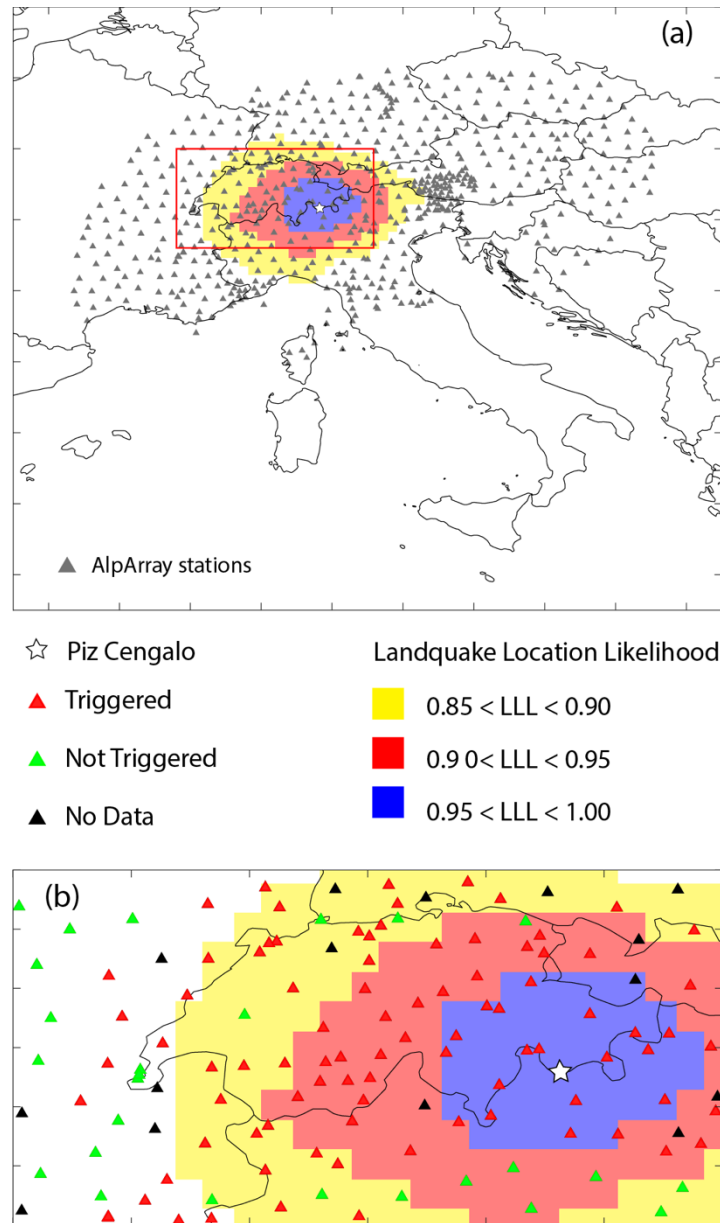 (a)
AlpArray stations
Piz Cengalo
Landquake Location Likelihood
Triggered
0.85 < LLL < 0.90
Not Triggered
0.9 0< LLL < 0.95
No Data
0.95 < LLL < 1.00
(b)